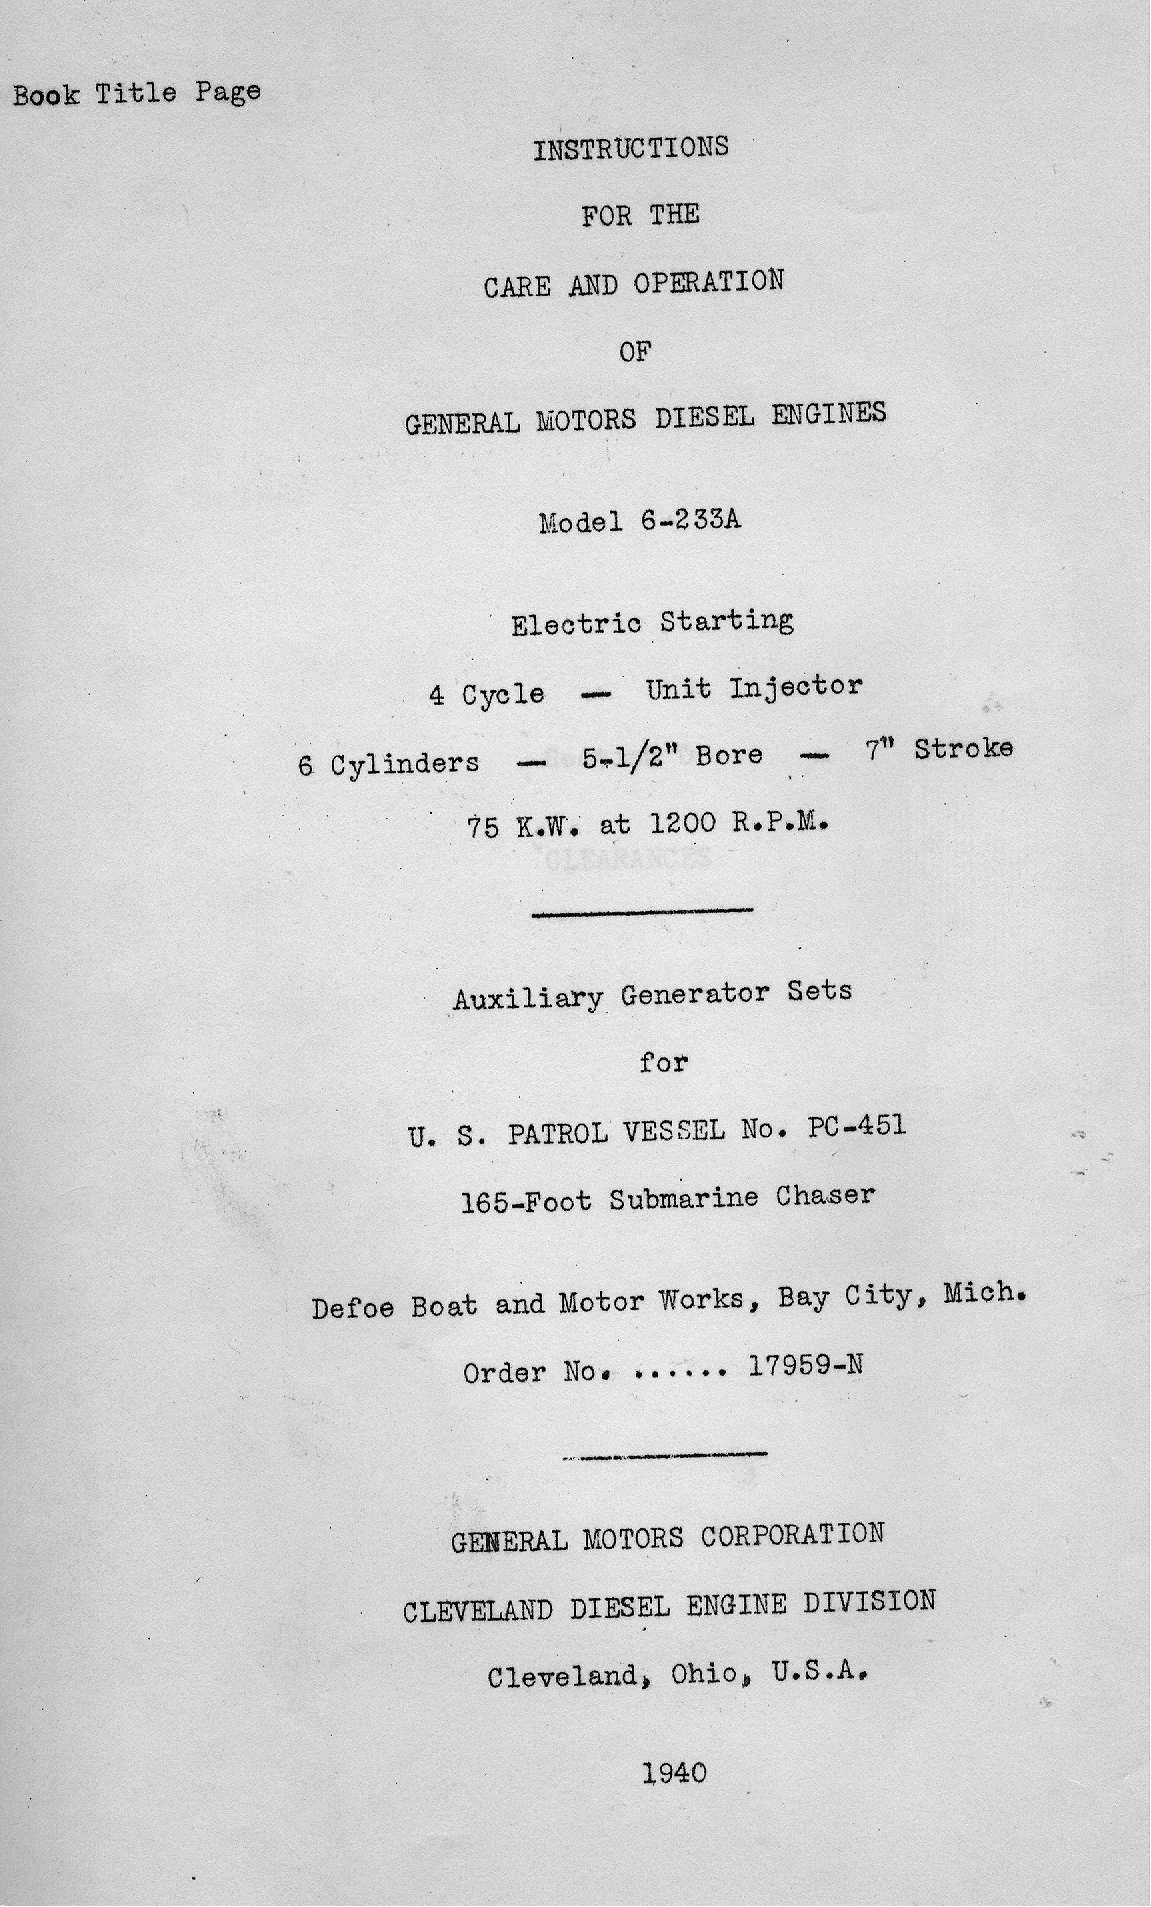 Book Title Page
INSTRUCTIONS
FOR THE
CARE AND OPERATION
OF
GENERAL MOTORS DIESEL ENGINES
Model 6-233A
Electric Starting
4 Cycle — Unit Injector
6 Cylinders — 5-1/2" Bore — 7" Stroke
75 K.W. at 1200 R.P.M.
CLEARANCES
Auxiliary Generator Sets
for
U. S. PATROL VESSEL No. PC-451
165-Foot Submarine Chaser
Defoe Boat and Motor Works, Bay City, Mich.
Order No. ...... 17959-N
GENERAL MOTORS CORPORATION
CLEVELAND DIESEL ENGINE DIVISION
Cleveland, Ohio, U.S.A.
1940